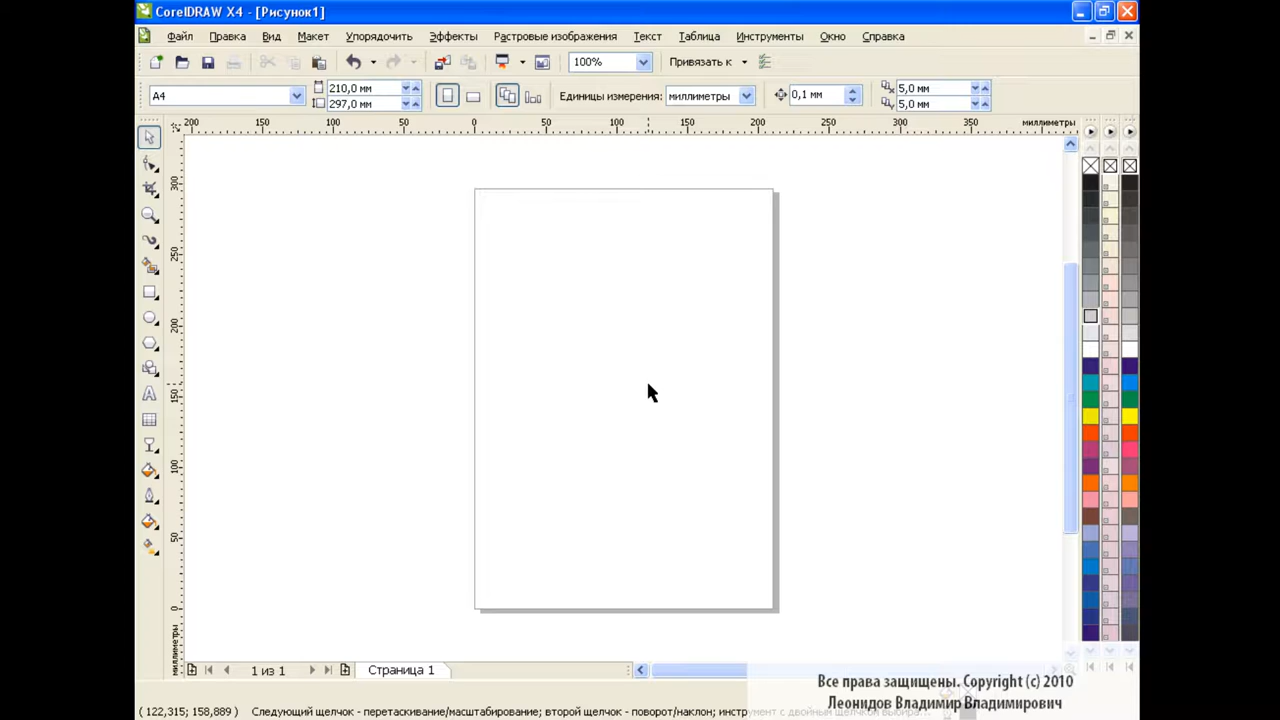 CorelDRAW X4 - [Рисунок1]
Файл Правка Вид Макет Упорядочить Эффекты Растровые изображения Текст Таблица Инструменты Окно Справка
100% Привязать к
A4 210,0 мм 297,0 мм Единицы измерения: миллиметры 0,1 мм 5,0 мм 5,0 мм
200 150 100 50 0 50 100 150 200 250 300 350 миллиметры
300
250
200
150
100
50
0
миллиметры
1 из 1 Страница 1
Все права защищены. Copyright (c) 2010
Леонидов Владимир Владимирович
( 122,315; 158,889 ) Следующий щелчок - перетаскивание/масштабирование; второй щелчок - поворот/наклон; инструмент с двойным щелчком выбира...